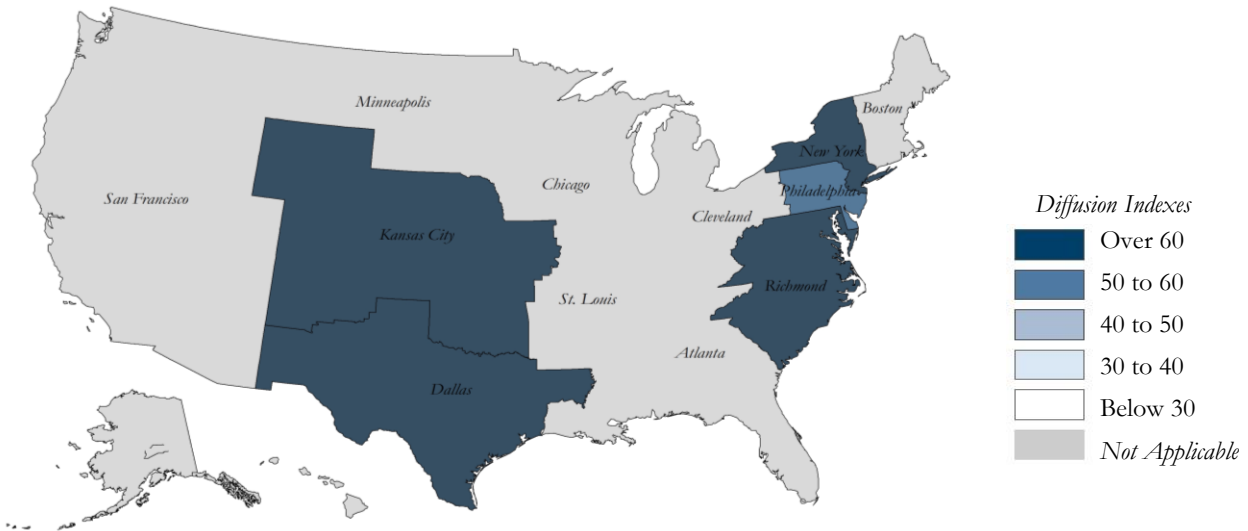 Minneapolis
Boston
New York
San Francisco
Chicago
Philadelphia
Cleveland
Kansas City
Richmond
St. Louis
Atlanta
Dallas
Diffusion Indexes
Over 60
50 to 60
40 to 50
30 to 40
Below 30
Not Applicable